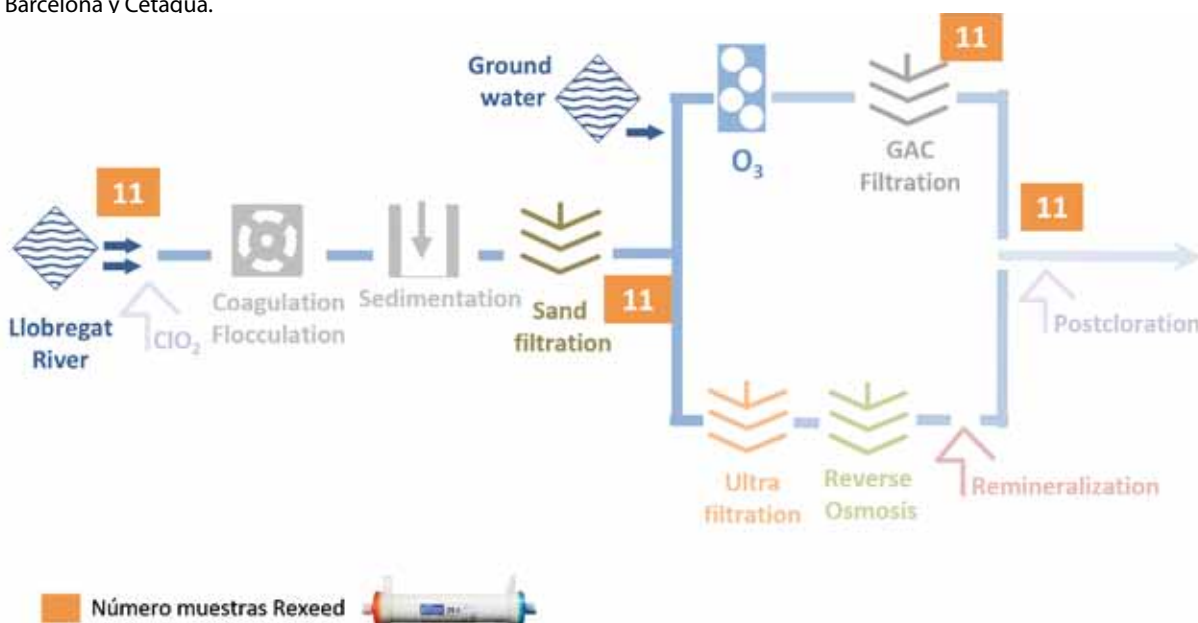 Barcelona y Cetaqua.
11
Ground
water
O3
GAC
Filtration
11
Llobregat
River
ClO2
Coagulation
Flocculation
Sedimentation
Sand
filtration
11
11
Postcloration
Ultra
filtration
Reverse
Osmosis
Remineralization
Número muestras Rexeed